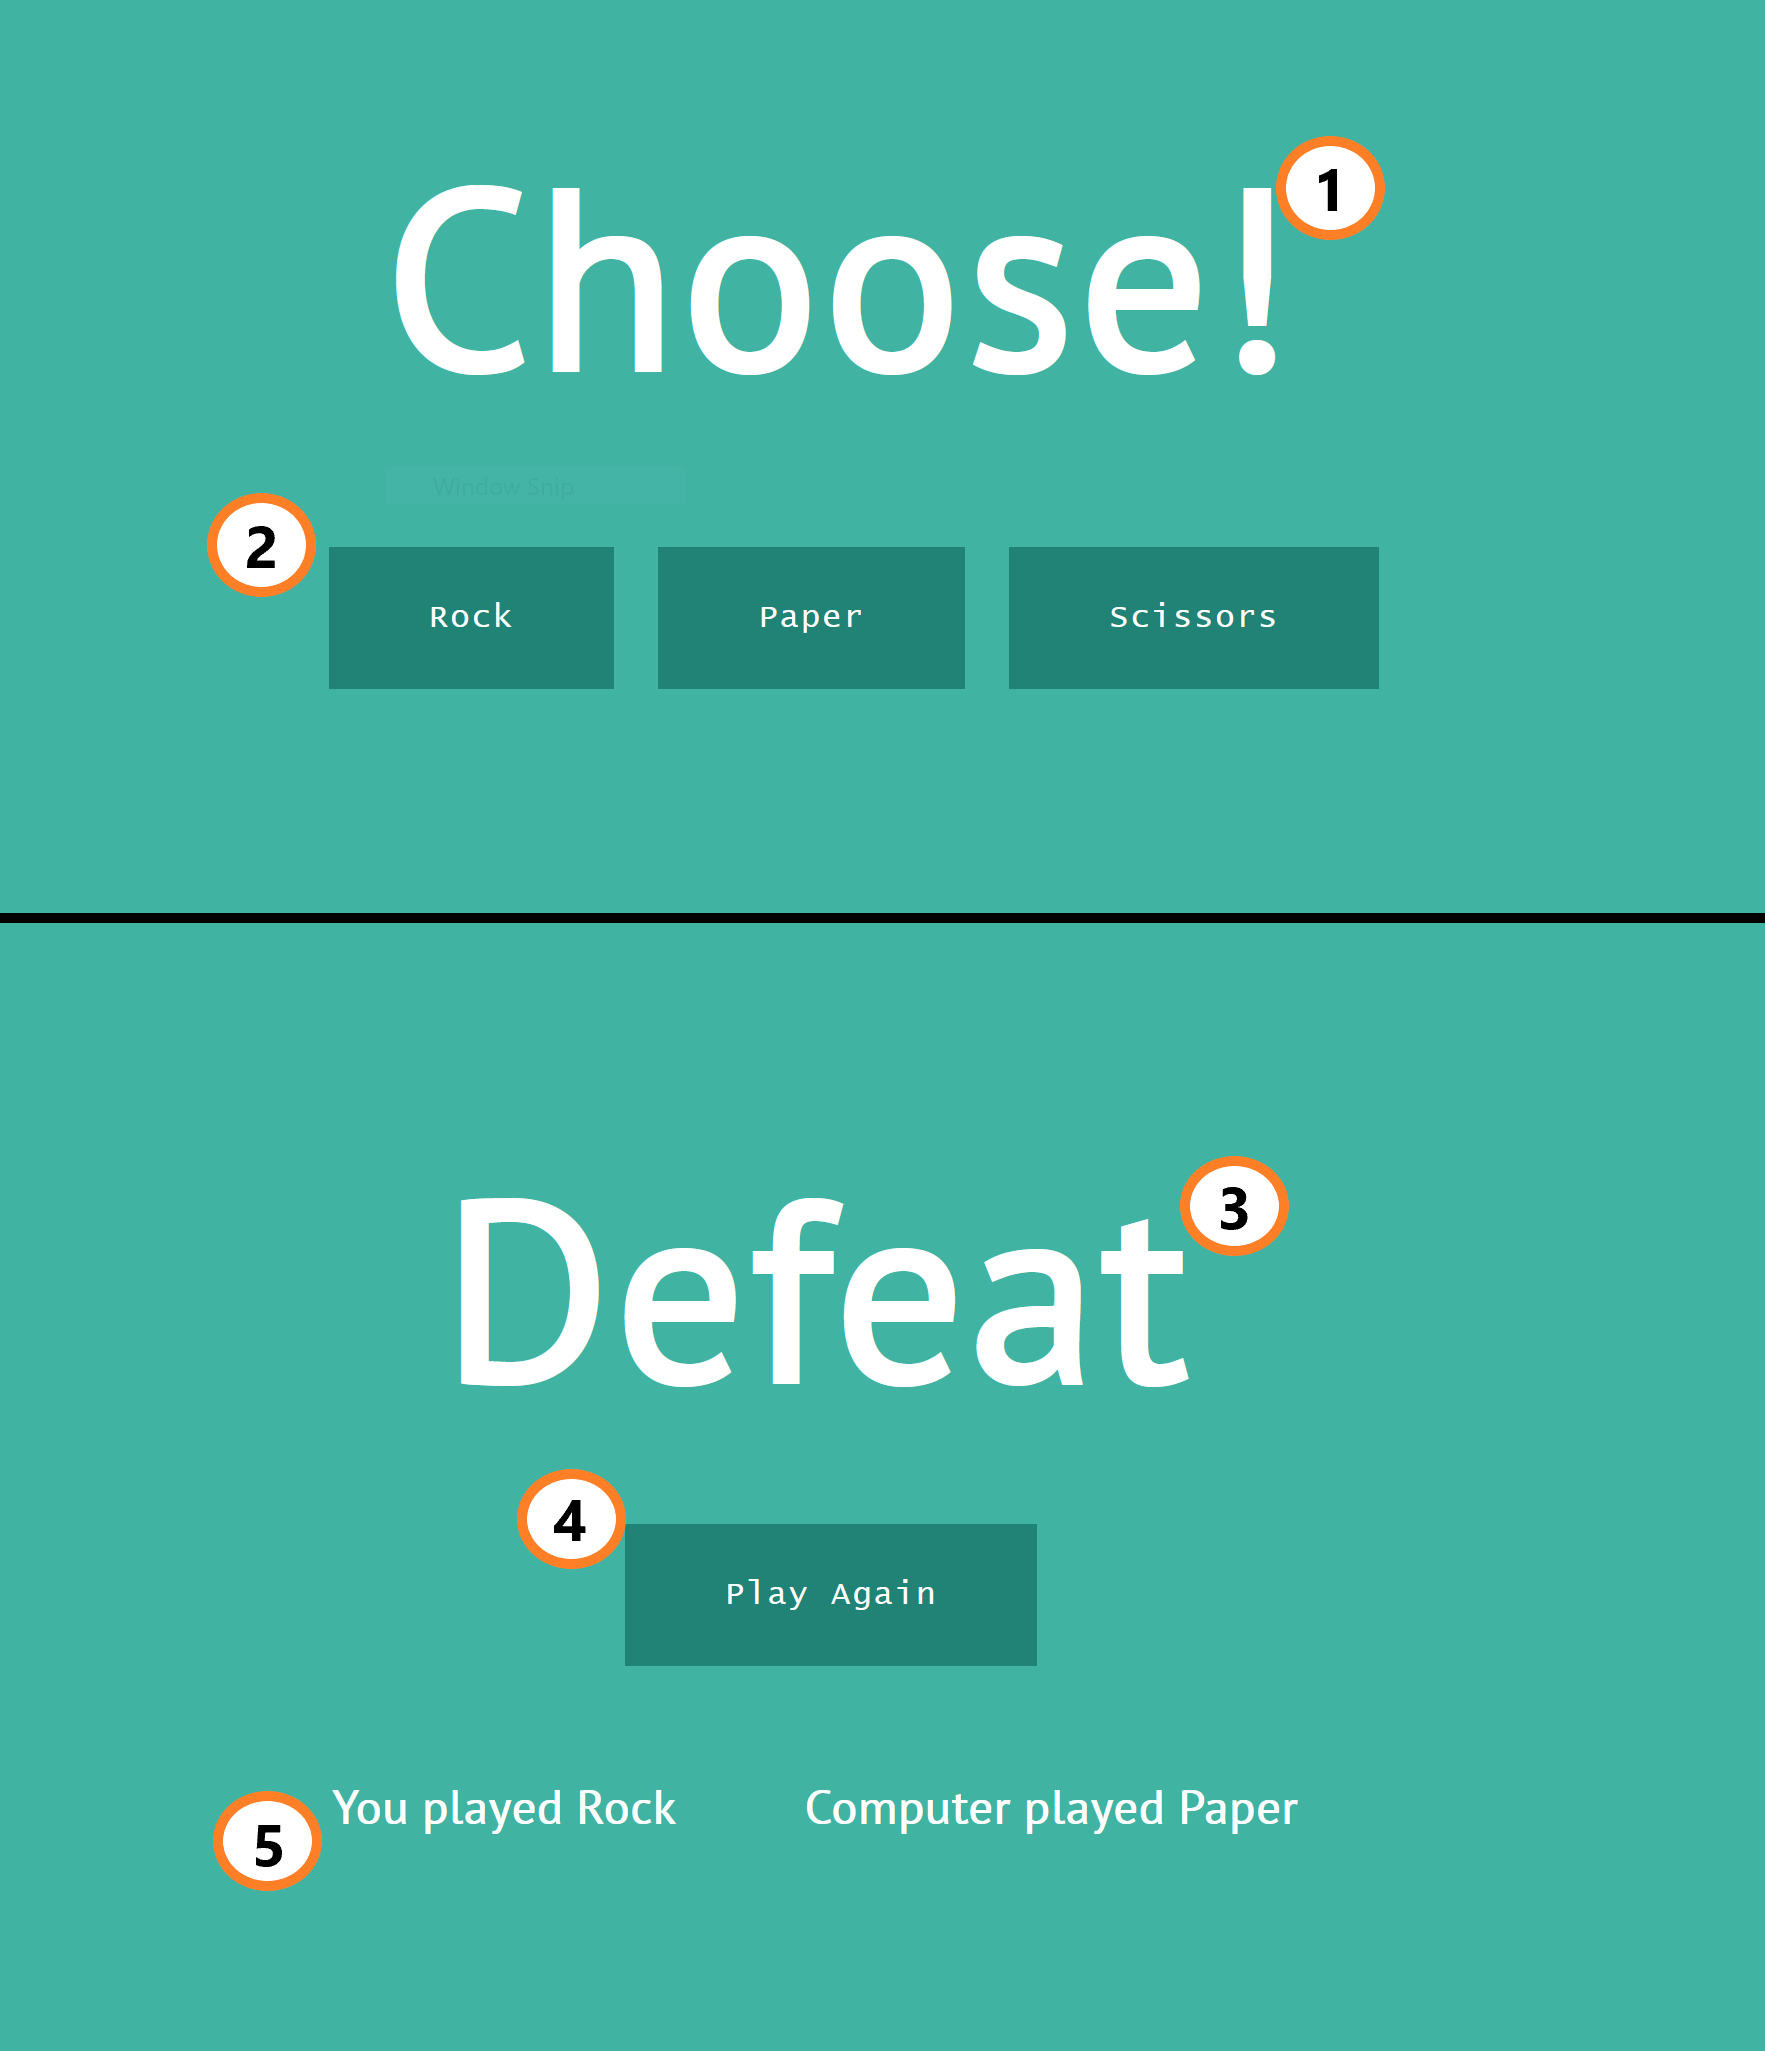 Choose!
1
Window Snip
2
Rock Paper Scissors
Defeat
3
4
Play Again
You played Rock Computer played Paper
5